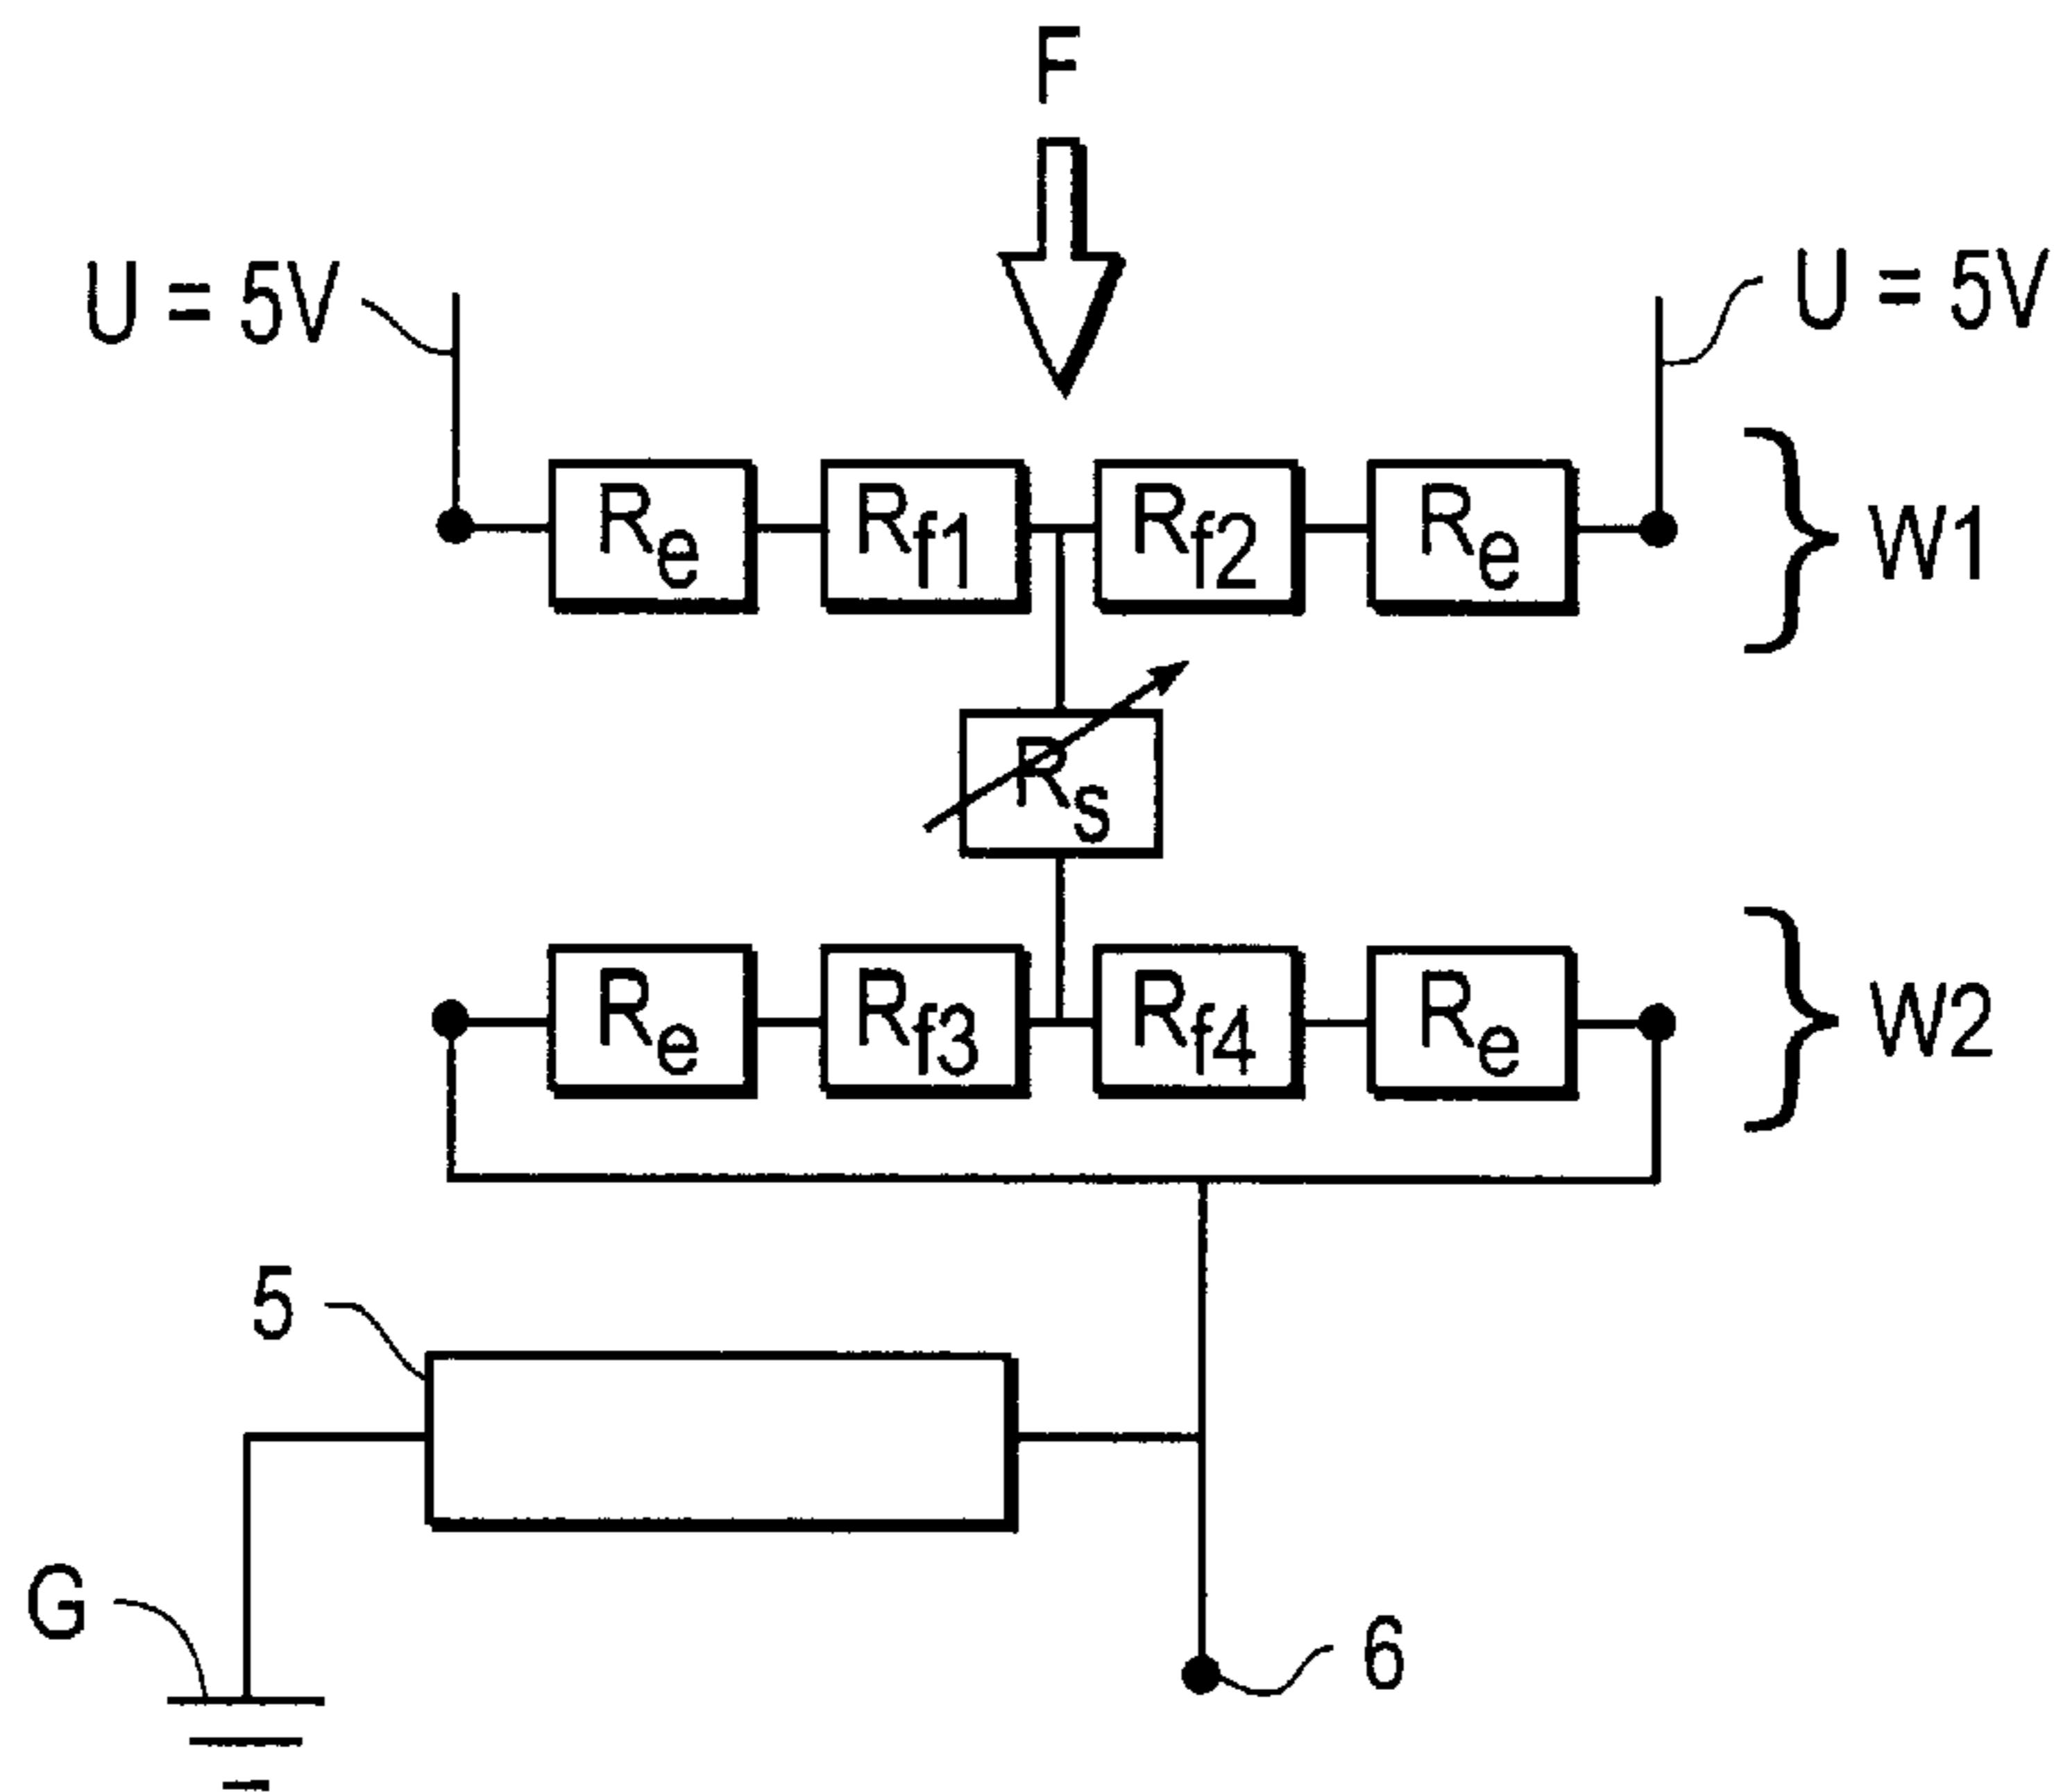 F
U = 5V
U = 5V
Re Rf1 Rf2 Re
W1
Rs
Re Rf3 Rf4 Re
W2
5
G
6